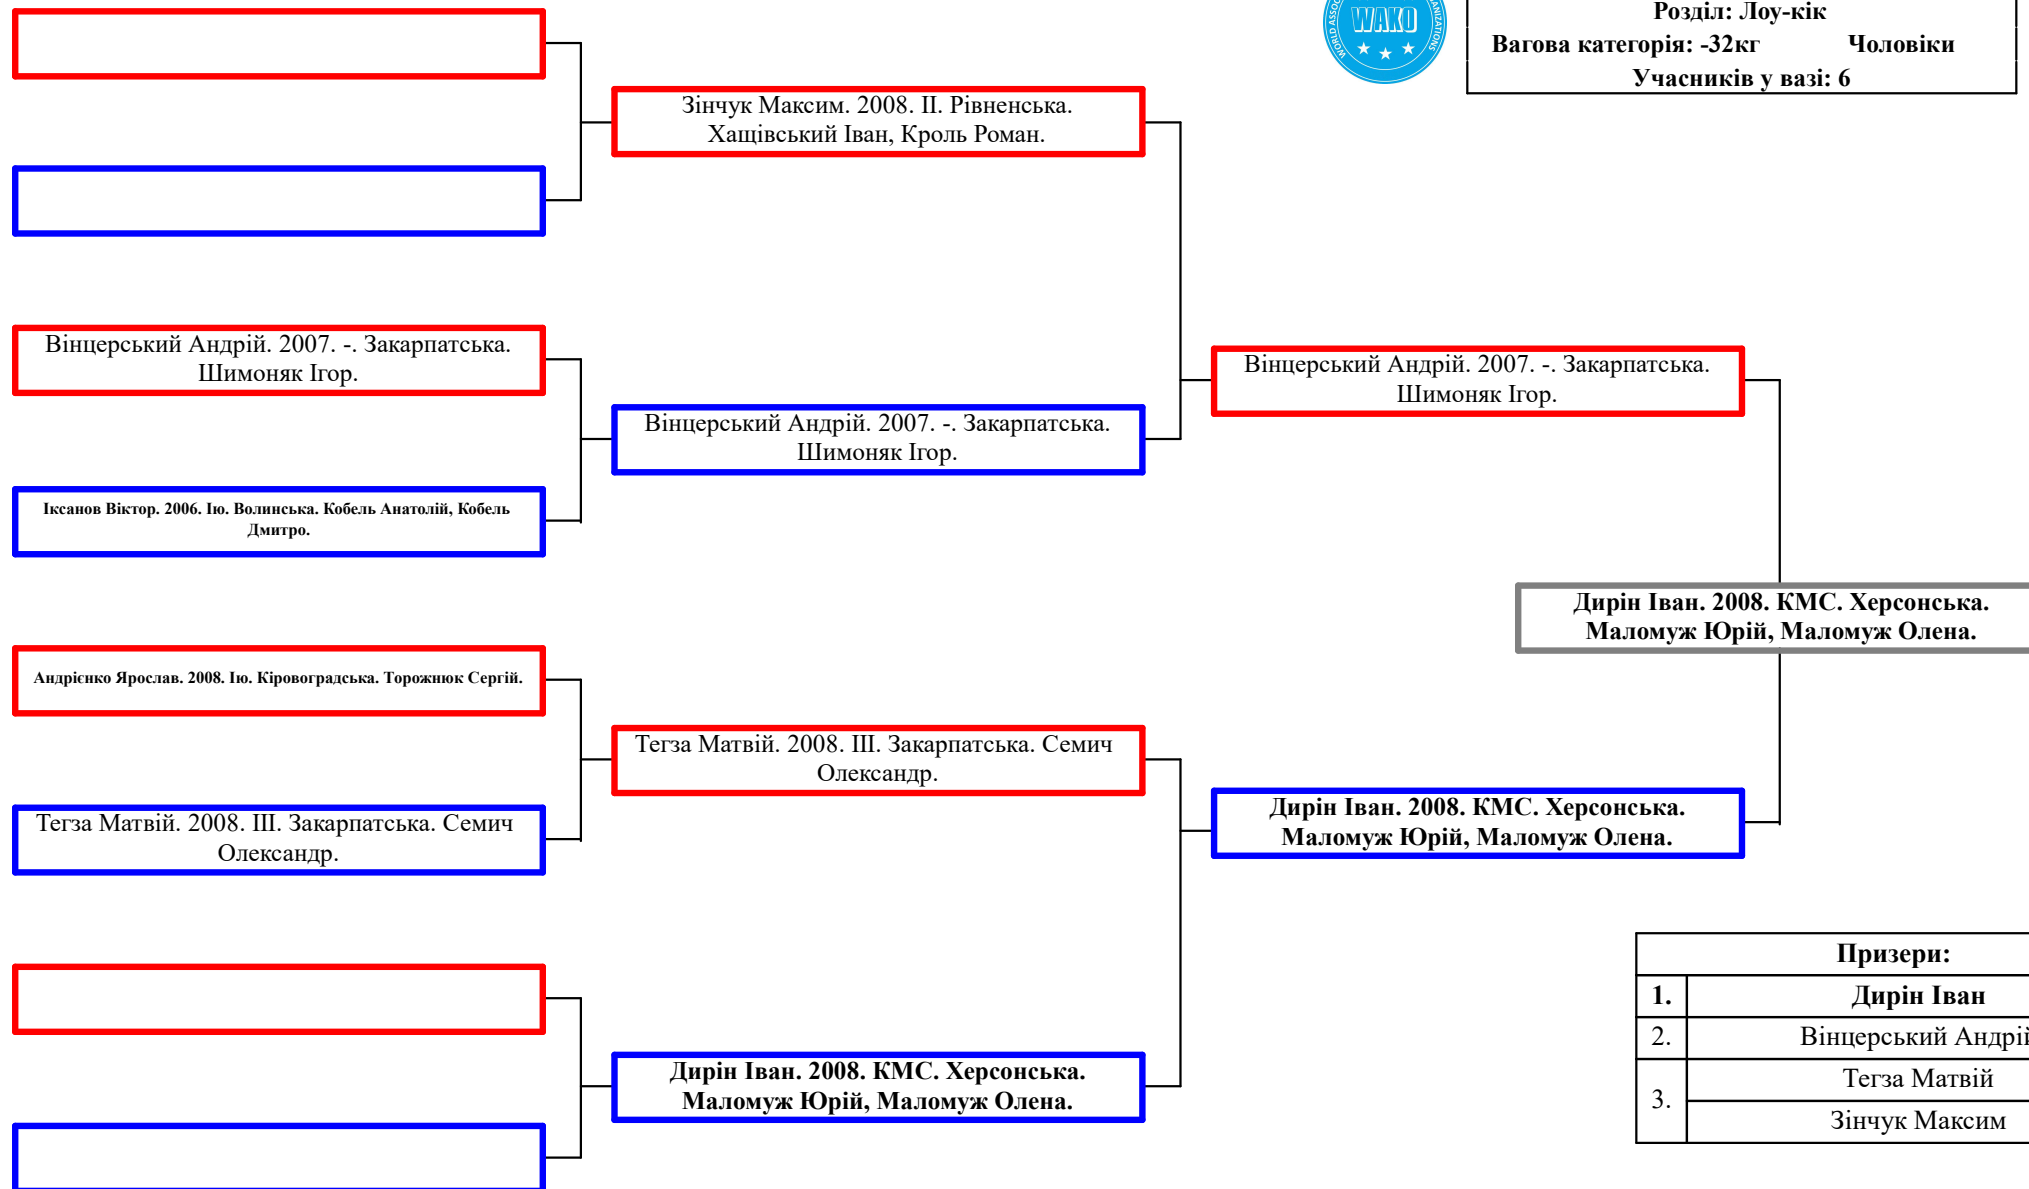 WAKO
Розділ: Лоу-кік
Вагова категорія: -32кг Чоловіки
Учасників у вазі: 6
Зінчук Максим. 2008. II. Рівненська.
Хащівський Іван, Кроль Роман.
Вінцерський Андрій. 2007. -. Закарпатська.
Шимоняк Ігор.
Вінцерський Андрій. 2007. -. Закарпатська.
Шимоняк Ігор.
Вінцерський Андрій. 2007. -. Закарпатська.
Шимоняк Ігор.
Іксанов Віктор. 2006. Ію. Волинська. Кобель Анатолій, Кобель
Дмитро.
Дирін Іван. 2008. КМС. Херсонська.
Маломуж Юрій, Маломуж Олена.
Андрієнко Ярослав. 2008. Ію. Кіровоградська. Торожнюк Сергій.
Тегза Матвій. 2008. III. Закарпатська. Семич
Олександр.
Тегза Матвій. 2008. III. Закарпатська. Семич
Олександр.
Дирін Іван. 2008. КМС. Херсонська.
Маломуж Юрій, Маломуж Олена.
Дирін Іван. 2008. КМС. Херсонська.
Маломуж Юрій, Маломуж Олена.
Призери:
1. Дирін Іван
2. Вінцерський Андрій
3. Тегза Матвій
Зінчук Максим